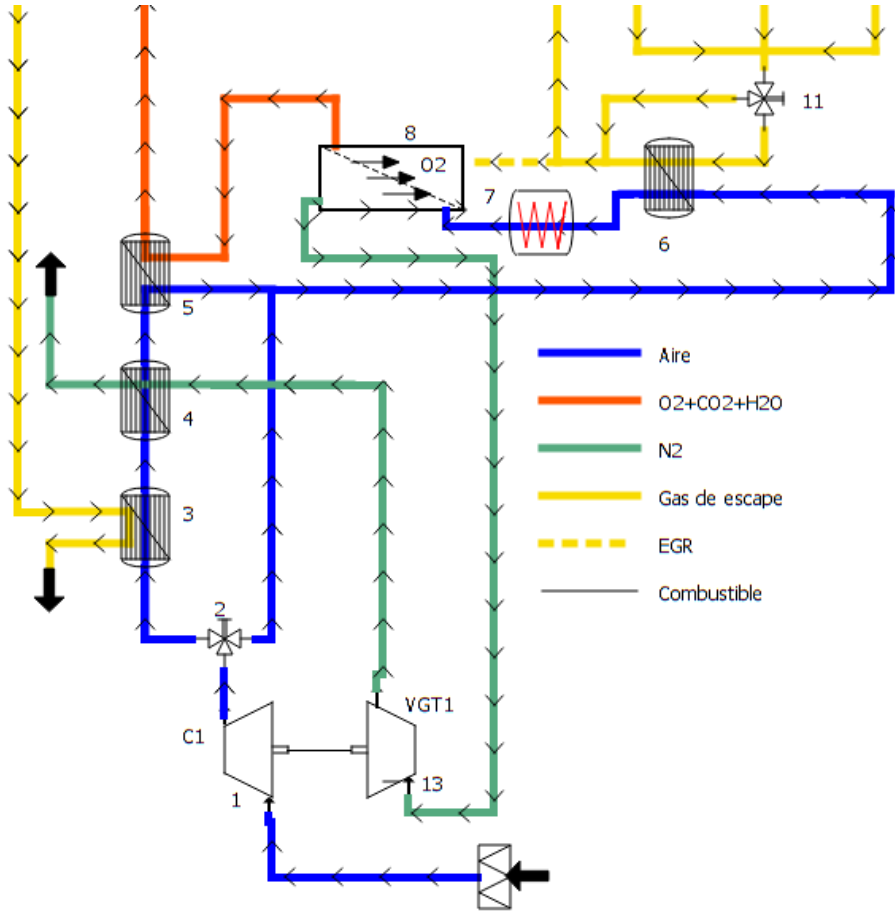 11
8
O2
7
6
5
Aire
O2+CO2+H2O
4
N2
Gas de escape
3
EGR
Combustible
2
VGT1
C1
13
1